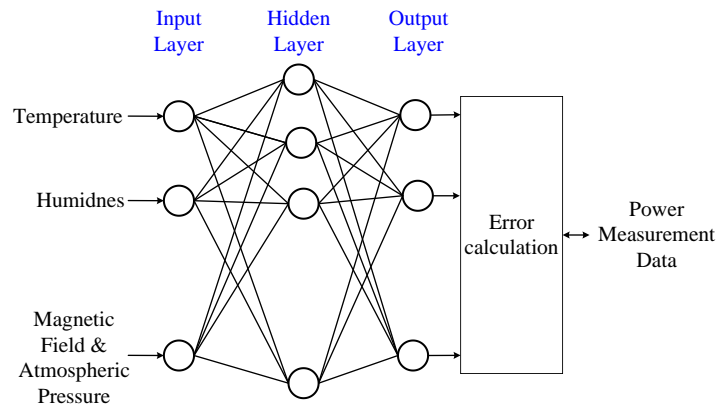 Input
Layer
Hidden
Layer
Output
Layer
Temperature
Humidnes
Magnetic
Field &
Atmospheric
Pressure
Error
calculation
Power
Measurement
Data